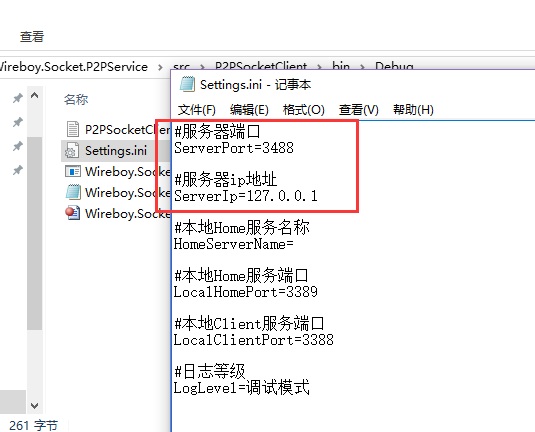 查看
Wireboy.Socket.P2PService > src > P2PSocketClient > bin > Debug
名称
P2PSocketClie
Settings.ini
Wireboy.Socke
Wireboy.Socke
Wireboy.Socke
261 字节
Settings.ini - 记事本
文件(F) 编辑(E) 格式(O) 查看(V) 帮助(H)
#服务器端口
ServerPort=3488
#服务器ip地址
ServerIp=127.0.0.1
#本地Home服务名称
HomeServerName=
#本地Home服务端口
LocalHomePort=3389
#本地Client服务端口
LocalClientPort=3388
#日志等级
LogLevel=调试模式